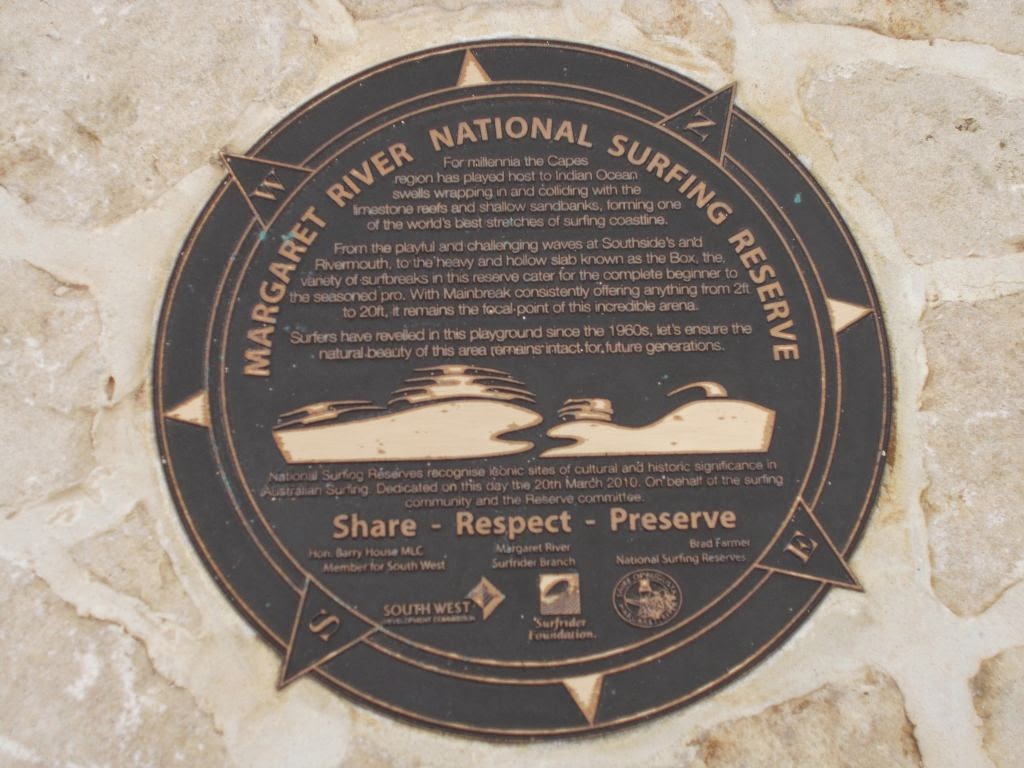 MARGARET RIVER NATIONAL SURFING RESERVE
N
W
E
S
For millennia the Capes
region has played host to Indian Ocean
swells wrapping in and colliding with the
limestone reefs and shallow sandbanks, forming one
of the world's best stretches of surfing coastline.
From the playful and challenging waves at Southside's and
Rivermouth, to the heavy and hollow slab known as the Box, the,
variety of surfbreaks in this reserve cater for the complete beginner to
the seasoned pro. With Mainbreak consistently offering anything from 2ft
to 20ft, it remains the focal point of this incredible arena.
Surfers have revelled in this playground since the 1960s, let's ensure the
natural beauty of this area remains intact for future generations.
National Surfing Reserves recognise iconic sites of cultural and historic significance in
Australian Surfing. Dedicated on this day the 20th March 2010. On behalf of the surfing
community and the Reserve committee.
Share - Respect - Preserve
Hon. Barry House MLC
Member for South West
Margaret River
Surfrider Branch
Brad Farmer
National Surfing Reserves
SOUTH WEST
DEVELOPMENT COMMISSION
Surfrider
Foundation.